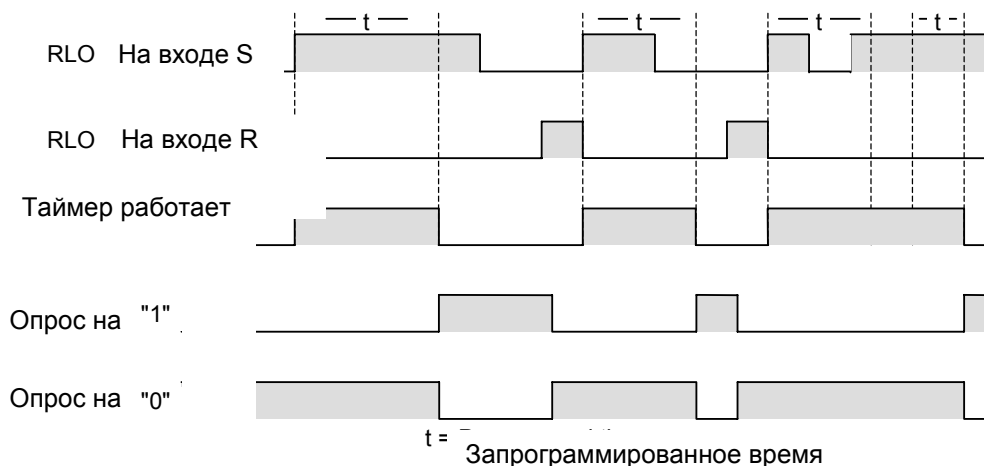 t t t t
RLO На входе S
RLO На входе R
Таймер работает
Опрос на "1"
Опрос на "0"
t =
Запрограммированное время